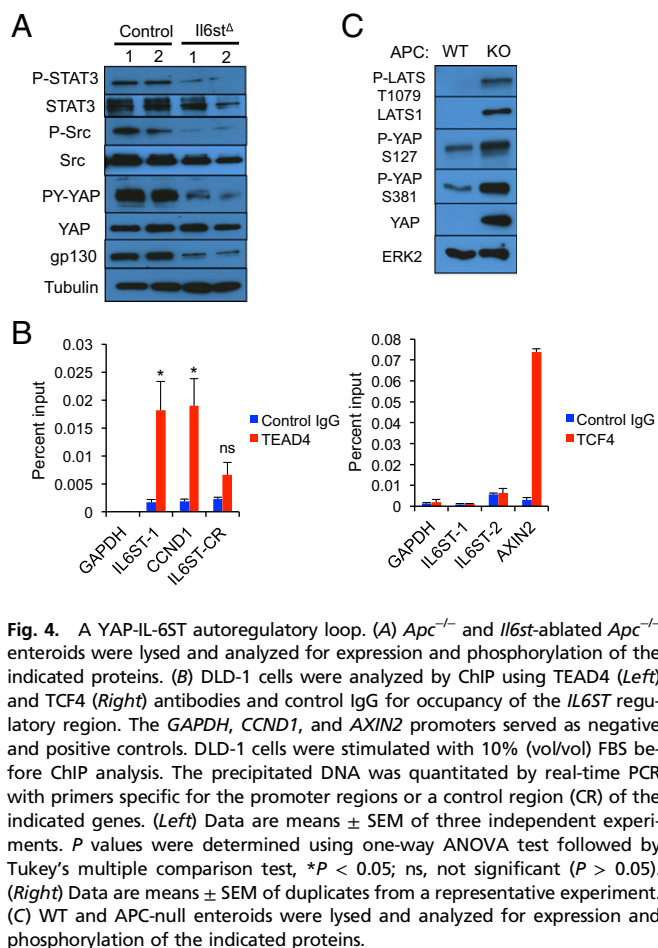 A
Control Il6stΔ
1 2 1 2
P-STAT3
STAT3
P-Src
Src
PY-YAP
YAP
gp130
Tubulin
C
APC: WT KO
P-LATS
T1079
LATS1
P-YAP
S127
P-YAP
S381
YAP
ERK2
B
Percent input
0.03
0.025
0.02
0.015
0.01
0.005
0
* * ns
GAPDH IL6ST-1 CCND1 IL6ST-CR
Control IgG
TEAD4
Percent input
0.08
0.07
0.06
0.05
0.04
0.03
0.02
0.01
0
GAPDH IL6ST-1 IL6ST-2 AXIN2
Control IgG
TCF4
Fig. 4. A YAP-IL-6ST autoregulatory loop. (A) Apc−/− and Il6st-ablated Apc−/−
enteroids were lysed and analyzed for expression and phosphorylation of the
indicated proteins. (B) DLD-1 cells were analyzed by ChIP using TEAD4 (Left)
and TCF4 (Right) antibodies and control IgG for occupancy of the IL6ST regu-
latory region. The GAPDH, CCND1, and AXIN2 promoters served as negative
and positive controls. DLD-1 cells were stimulated with 10% (vol/vol) FBS be-
fore ChIP analysis. The precipitated DNA was quantitated by real-time PCR
with primers specific for the promoter regions or a control region (CR) of the
indicated genes. (Left) Data are means ± SEM of three independent experi-
ments. P values were determined using one-way ANOVA test followed by
Tukey's multiple comparison test, *P < 0.05; ns, not significant (P > 0.05).
(Right) Data are means ± SEM of duplicates from a representative experiment.
(C) WT and APC-null enteroids were lysed and analyzed for expression and
phosphorylation of the indicated proteins.